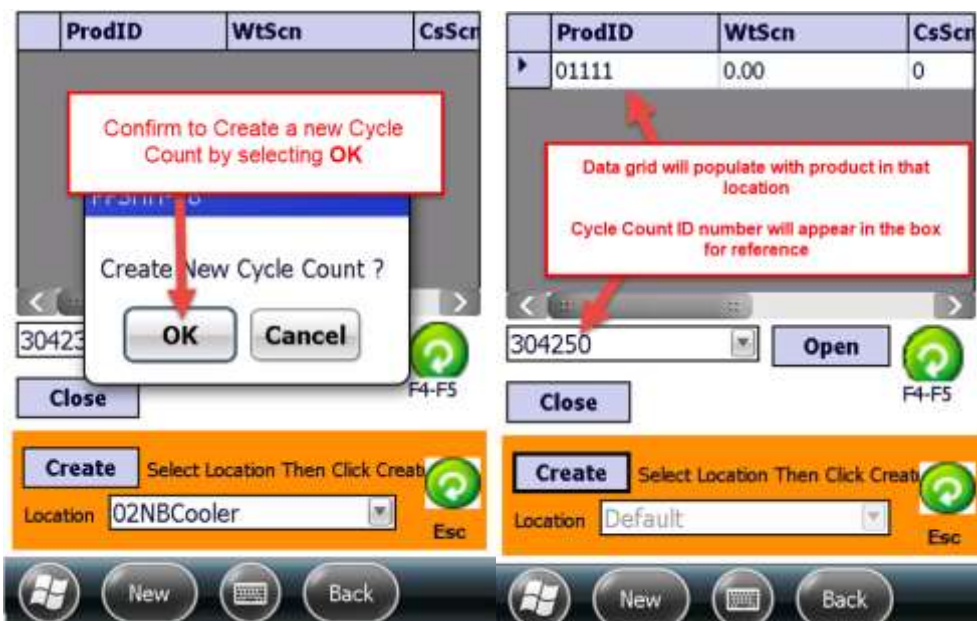 ProdID WtScn CsScn
Confirm to Create a new Cycle
Count by selecting OK
Create New Cycle Count ?
OK Cancel
3042
F4-F5
Close
Create Select Location Then Click Creat
Location 02NBCooler
Esc
New Back
ProdID WtScn CsScn
01111 0.00 0
Data grid will populate with product in that
location
Cycle Count ID number will appear in the box
for reference
304250 Open
F4-F5
Close
Create Select Location Then Click Creat
Location Default
Esc
New Back